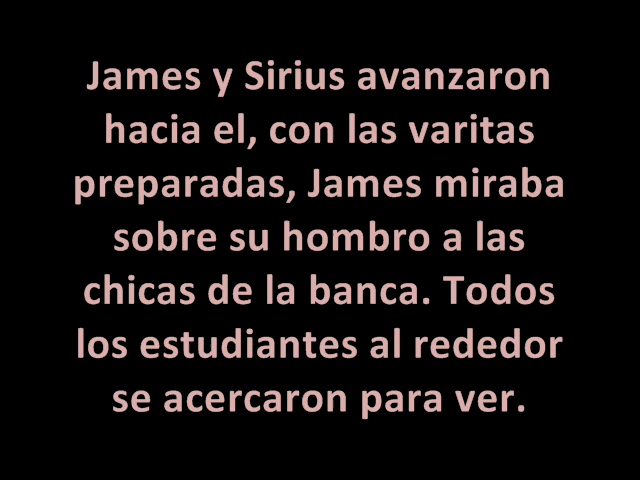 James y Sirius avanzaron
hacia el, con las varitas
preparadas, James miraba
sobre su hombro a las
chicas de la banca. Todos
los estudiantes al rededor
se acercaron para ver.